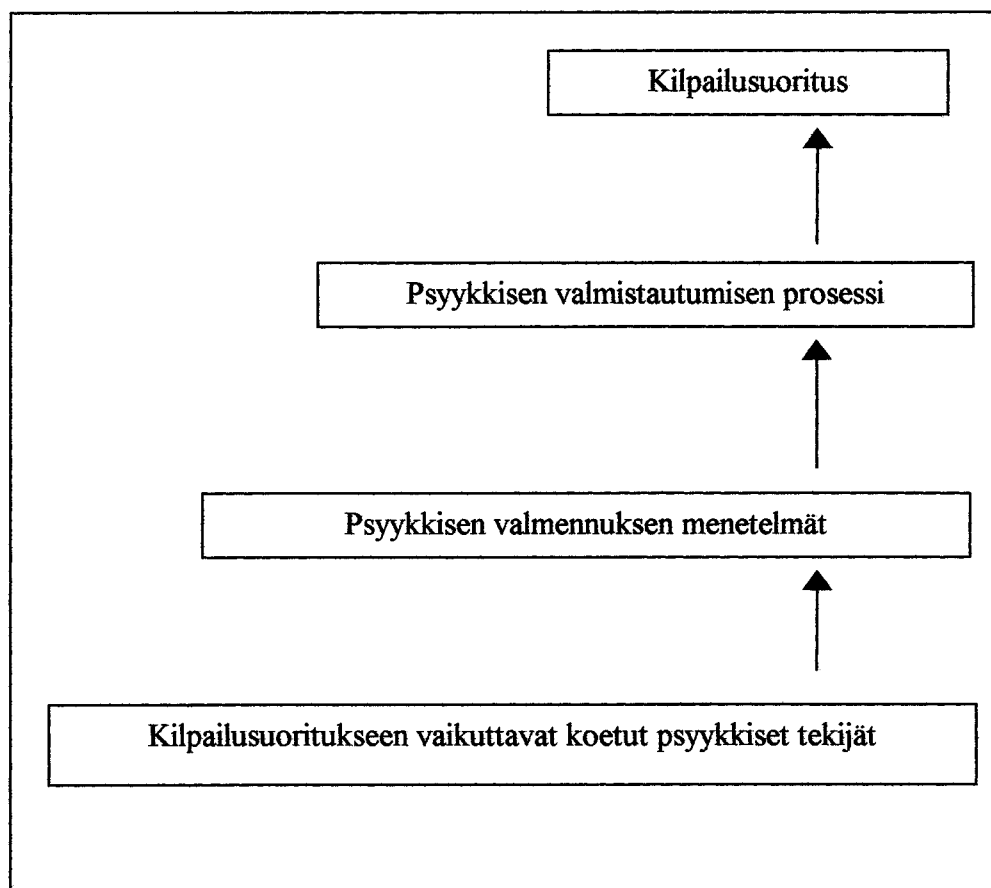 Kilpailusuoritus
Psyykkisen valmistautumisen prosessi
Psyykkisen valmennuksen menetelmät
Kilpailusuoritukseen vaikuttavat koetut psyykkiset tekijät